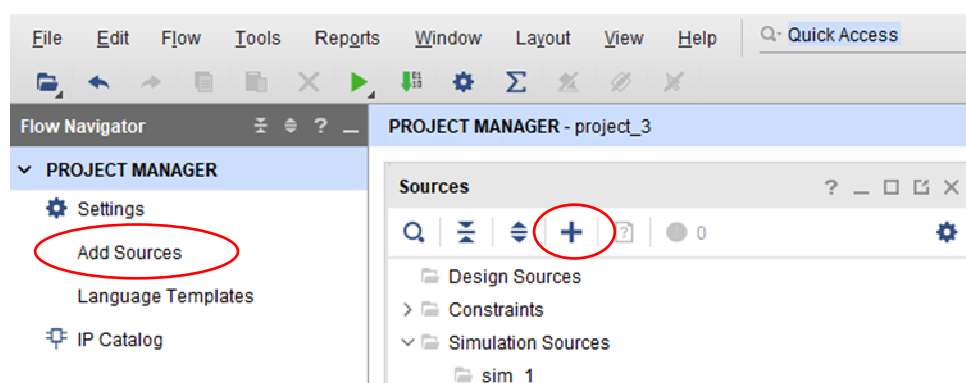 File Edit Flow Tools Reports Window Layout View Help Quick Access
Flow Navigator ? PROJECT MANAGER - project_3
PROJECT MANAGER
Settings
Add Sources
Language Templates
IP Catalog
Sources ?
? 0
Design Sources
Constraints
Simulation Sources
sim_1